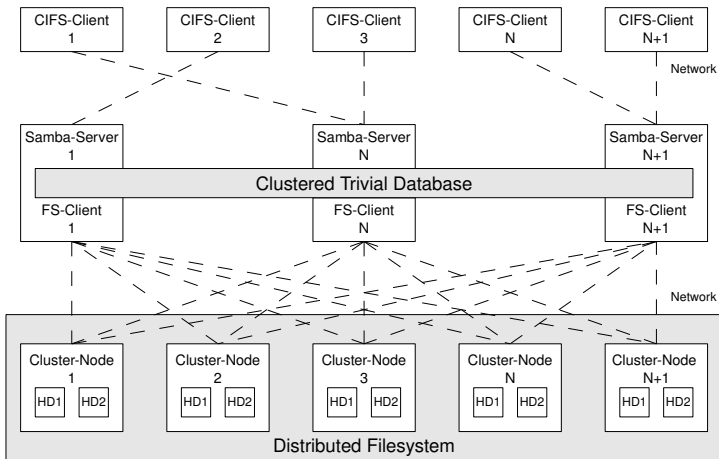 CIFS-Client CIFS-Client CIFS-Client CIFS-Client CIFS-Client
1 2 3 N N+1
Network
Samba-Server Samba-Server Samba-Server
1 N N+1
Clustered Trivial Database
FS-Client FS-Client FS-Client
1 N N+1
Network
Cluster-Node Cluster-Node Cluster-Node Cluster-Node Cluster-Node
1 2 3 N N+1
HD1 HD2 HD1 HD2 HD1 HD2 HD1 HD2 HD1 HD2
Distributed Filesystem